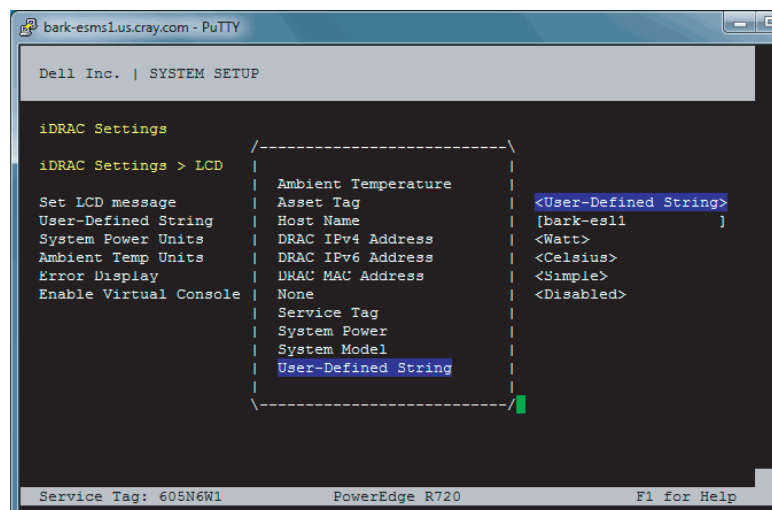 bark-esms1.us.cray.com - PuTTY
Dell Inc. | SYSTEM SETUP
iDRAC Settings
iDRAC Settings > LCD
Set LCD message
User-Defined String
System Power Units
Ambient Temp Units
Error Display
Enable Virtual Console
Ambient Temperature
Asset Tag
Host Name
DRAC IPv4 Address
DRAC IPv6 Address
DRAC MAC Address
None
Service Tag
System Power
System Model
User-Defined String
<User-Defined String>
[bark-esl1 ]
<Watt>
<Celsius>
<Simple>
<Disabled>
Service Tag: 605N6W1 PowerEdge R720 F1 for Help